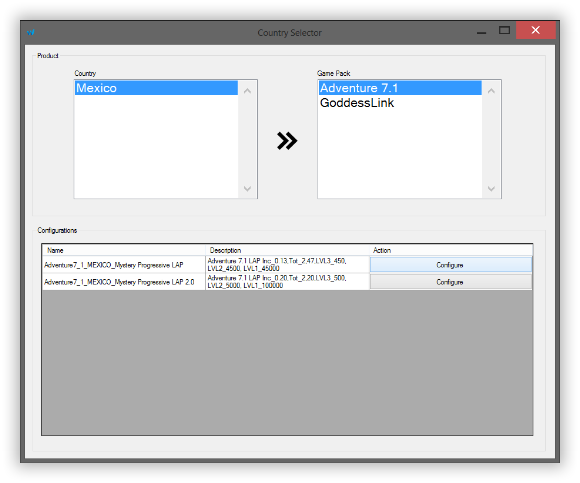 Country Selector
Product
Country
Game Pack
Mexico
Adventure 7.1
GoddessLink
Configurations
Name Description Action
Adventure7_1_MEXICO_Mystery Progressive LAP
Adventure 7.1 LAP Inc_0.13,Tot_2,47,LVL3_450,
LVL2_4500, LVL1_45000
Configure
Adventure7_1_MEXICO_Mystery Progressive LAP 2.0
Adventure 7.1 LAP Inc_0.20,Tot_2,20,LVL3_500,
LVL2_5000, LVL1_100000
Configure